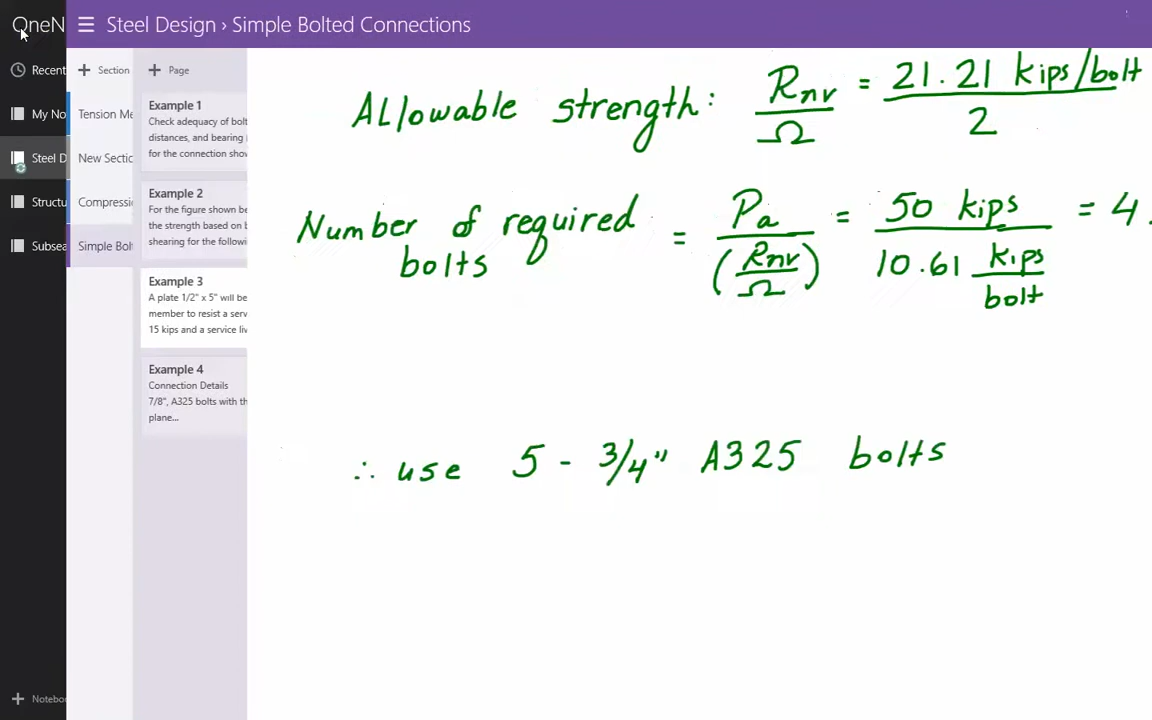 OneN
Steel Design › Simple Bolted Connections
Recent
My No
Steel D
Structu
Subsea
Notebo
+ Section
Tension Me
New Sectic
Compressi
Simple Bol
+ Page
Example 1
Check adequacy of bolt
distances, and bearing
for the connection shov
Example 2
For the figure shown be
the strength based on b
shearing for the followi
Example 3
A plate 1/2" x 5" will be
member to resist a serv
15 kips and a service liv
Example 4
Connection Details
7/8", A325 bolts with th
plane...
Allowable strength: Rnv/Ω = 21.21 kips/bolt / 2
Number of required bolts = Pa / (Rnv/Ω) = 50 kips / 10.61 kips/bolt = 4.
∴ use 5 - 3/4" A325 bolts